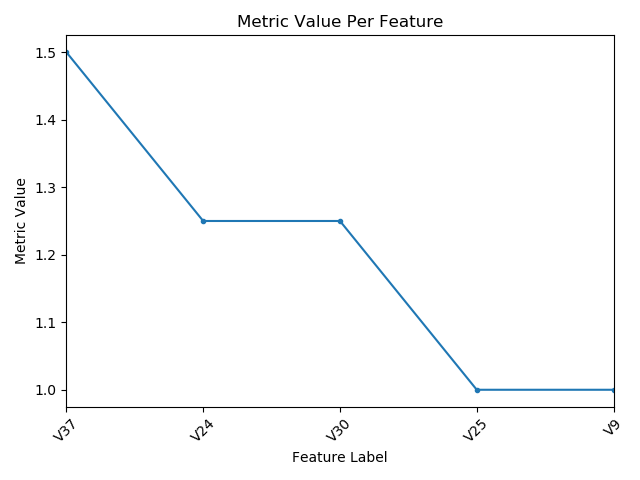 Metric Value Per Feature
1.5
1.4
1.3
1.2
1.1
1.0
Metric Value
V37
V24
V30
V25
V9
Feature Label